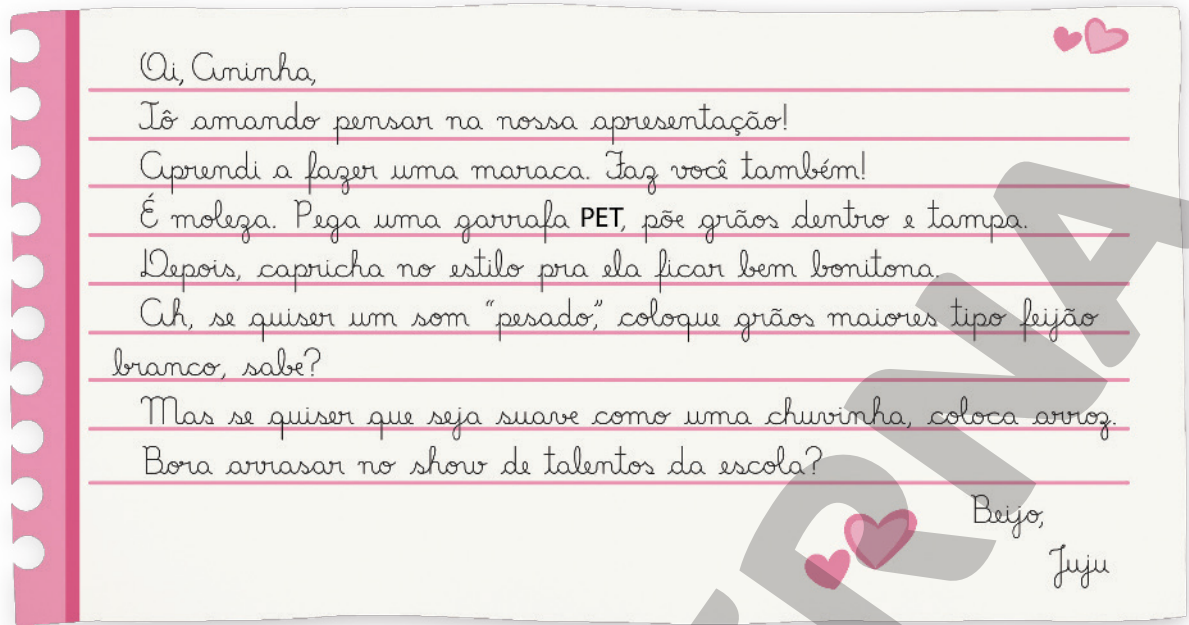 Oi, Aninha,
Tô amando pensar na nossa apresentação!
Aprendi a fazer uma maraca. Faz você também!
É moleza. Pega uma garrafa PET, põe grãos dentro e tampa.
Depois, capricha no estilo pra ela ficar bem bonitona.
Ah, se quiser um som “pesado”, coloque grãos maiores tipo feijão
branco, sabe?
Mas se quiser que seja suave como uma chuvinha, coloca arroz.
Bora arrasar no show de talentos da escola?
Beijo,
Juju